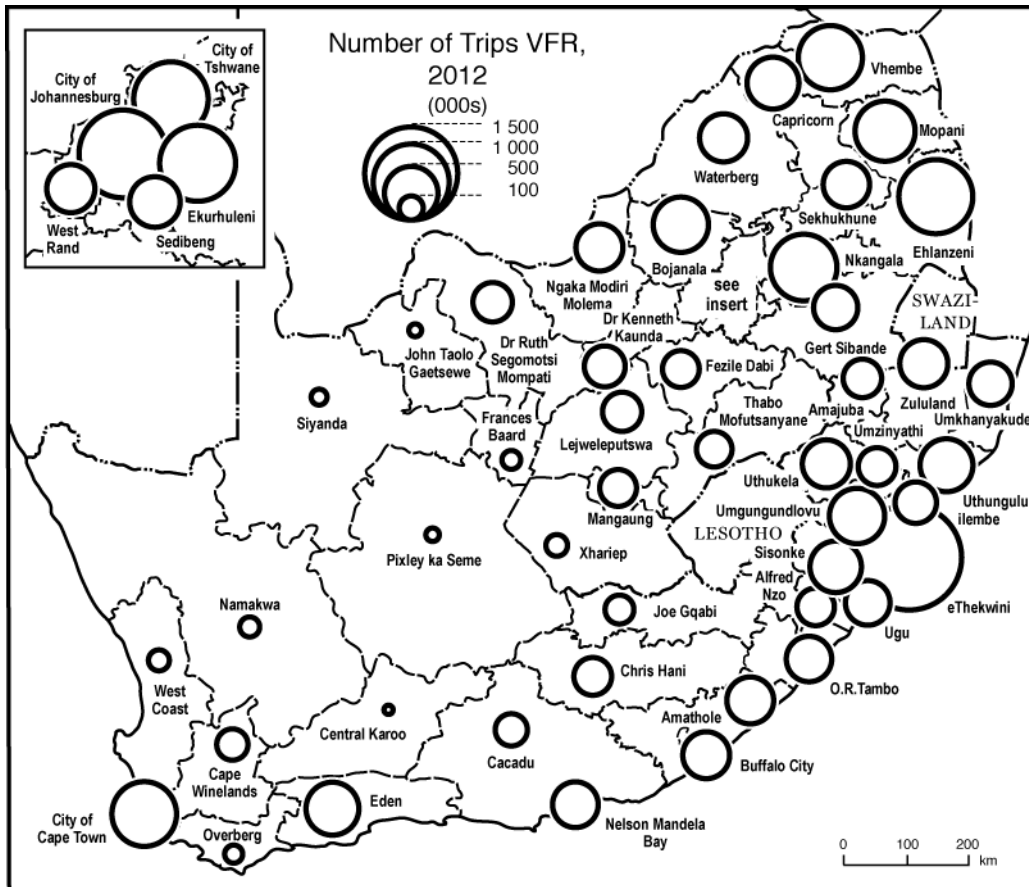 Number of Trips VFR,
2012
(000s)
1 500
1 000
500
100
City of
Tshwane
City of
Johannesburg
West
Rand
Sedibeng
Ekurhuleni
Vhembe
Capricorn
Mopani
Waterberg
Sekhukhune
Ehlanzeni
Bojanala
Nkangala
Ngaka Modiri
Molema
see
insert
SWAZI-
LAND
Dr Kenneth
Kaunda
Gert Sibande
John Taolo
Gaetsewe
Dr Ruth
Segomotsi
Mompati
Fezile Dabi
Zululand
Umkhanyakude
Amajuba
Siyanda
Frances
Baard
Lejweleputswa
Thabo
Mofutsanyane
Umzinyathi
Uthukela
Uthungulu
ilembe
Mangaung
Umgungundlovu
LESOTHO
Pixley ka Seme
Xhariep
Sisonke
Alfred
Nzo
eThekwini
Ugu
Namakwa
Joe Gqabi
West
Coast
Chris Hani
O.R.Tambo
Central Karoo
Amathole
Cape
Winelands
Cacadu
Buffalo City
City of
Cape Town
Overberg
Eden
Nelson Mandela
Bay
0 100 200
km